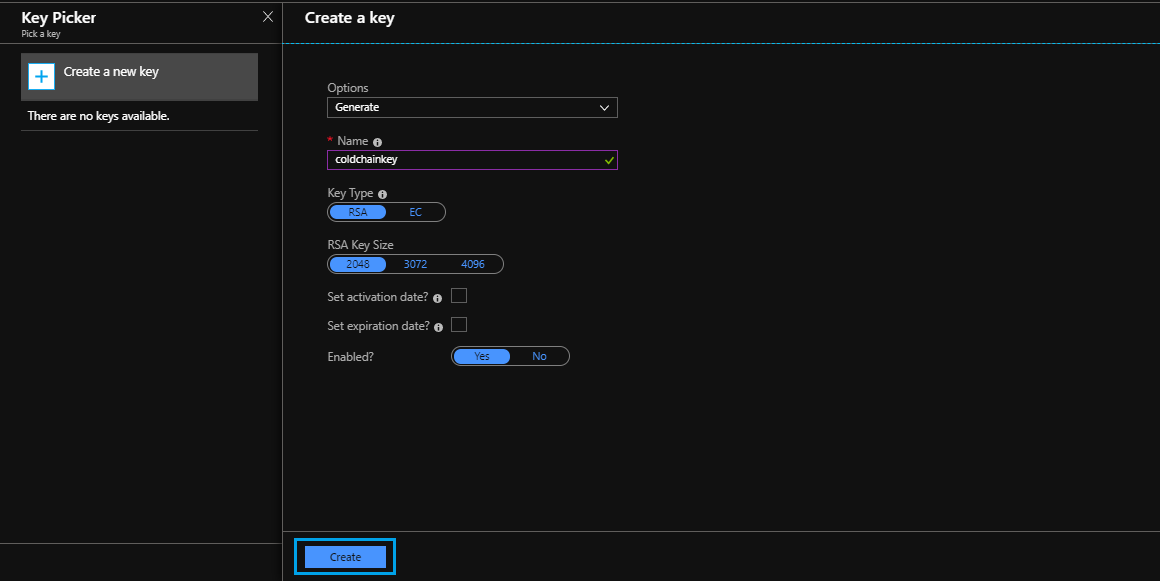 Key Picker
Pick a key
Create a new key
There are no keys available.
Create a key
Options
Generate
* Name
coldchainkey
Key Type
RSA EC
RSA Key Size
2048 3072 4096
Set activation date?
Set expiration date?
Enabled? Yes No
Create